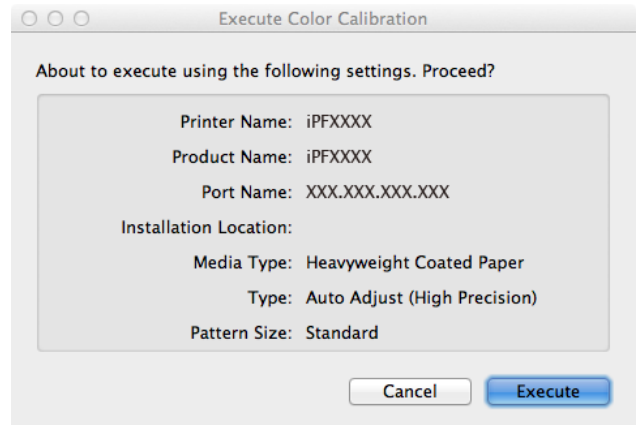 Execute Color Calibration
About to execute using the following settings. Proceed?
Printer Name: iPFXXXX
Product Name: iPFXXXX
Port Name: XXX.XXX.XXX.XXX
Installation Location:
Media Type: Heavyweight Coated Paper
Type: Auto Adjust (High Precision)
Pattern Size: Standard
Cancel Execute